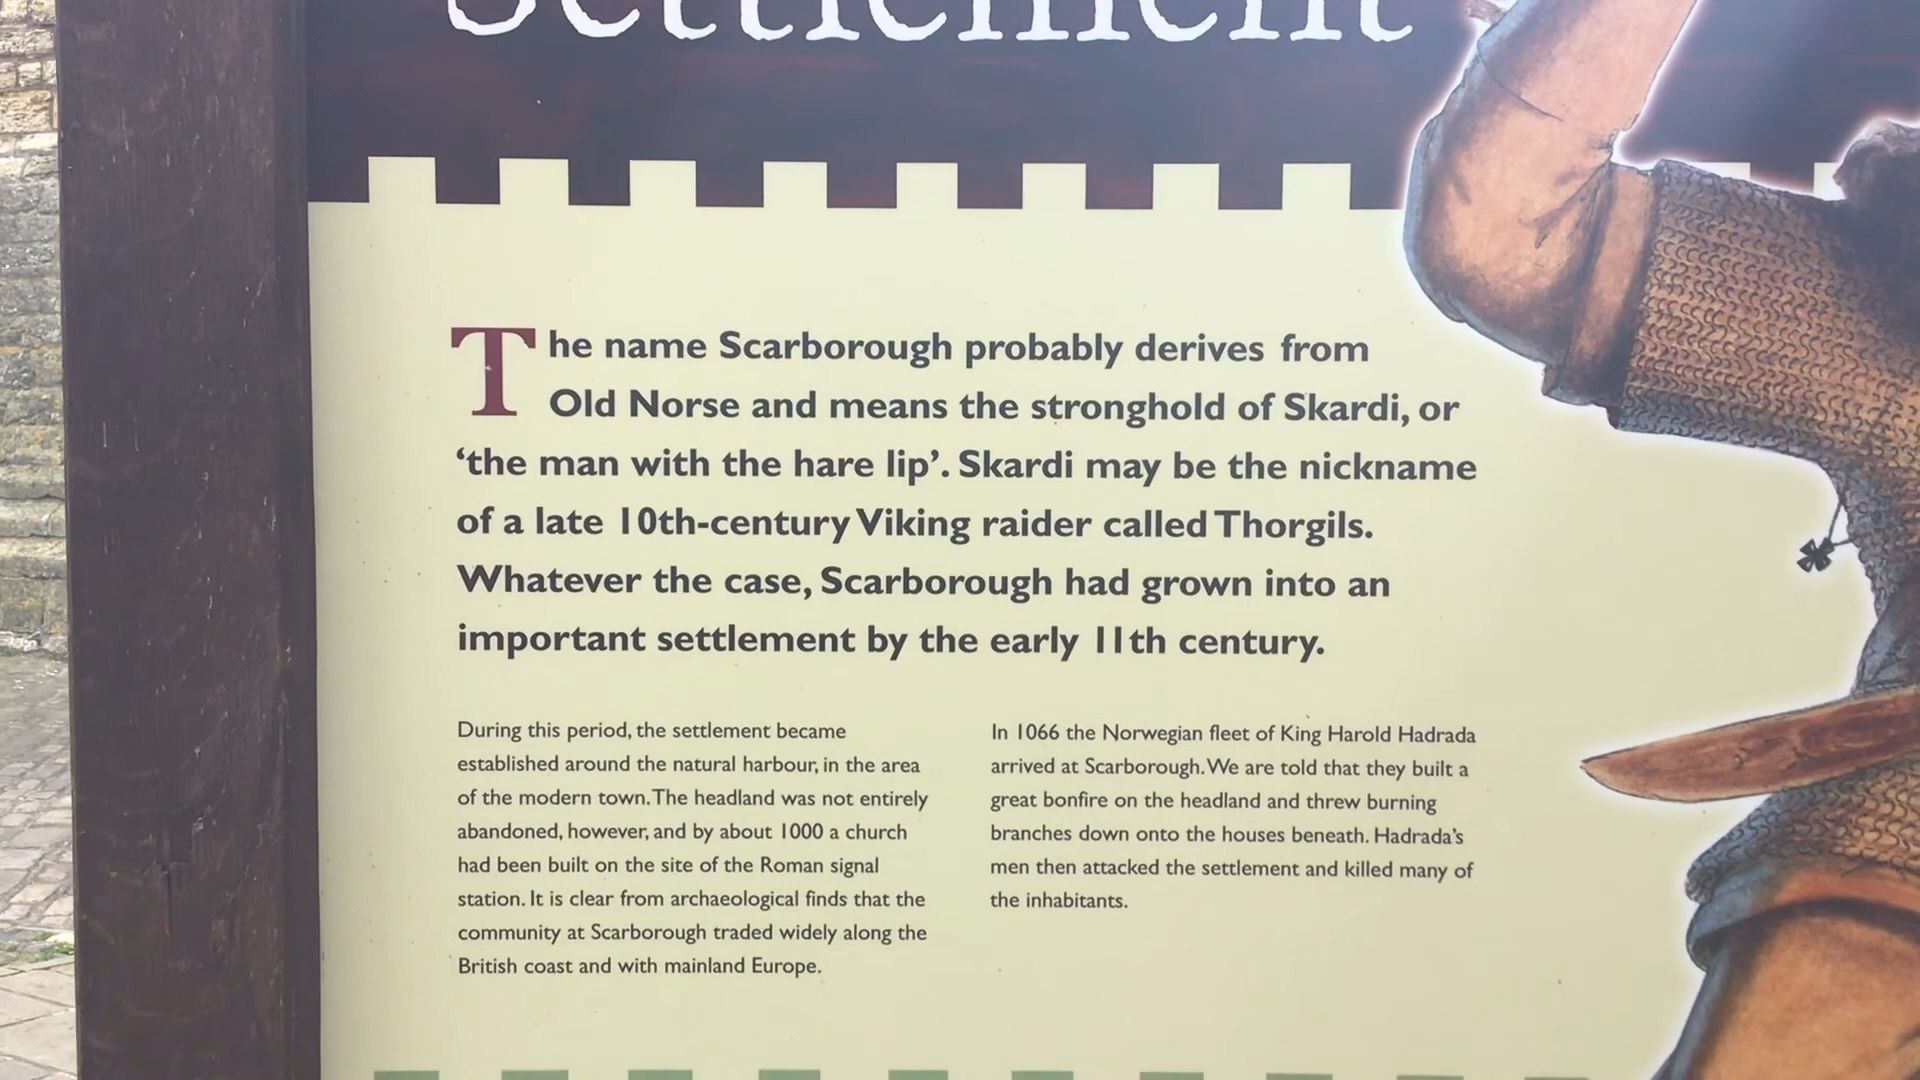 Settlement
The name Scarborough probably derives from
Old Norse and means the stronghold of Skardi, or
‘the man with the hare lip’. Skardi may be the nickname
of a late 10th-century Viking raider called Thorgils.
Whatever the case, Scarborough had grown into an
important settlement by the early 11th century.
During this period, the settlement became
established around the natural harbour, in the area
of the modern town. The headland was not entirely
abandoned, however, and by about 1000 a church
had been built on the site of the Roman signal
station. It is clear from archaeological finds that the
community at Scarborough traded widely along the
British coast and with mainland Europe.
In 1066 the Norwegian fleet of King Harold Hadrada
arrived at Scarborough. We are told that they built a
great bonfire on the headland and threw burning
branches down onto the houses beneath. Hadrada’s
men then attacked the settlement and killed many of
the inhabitants.